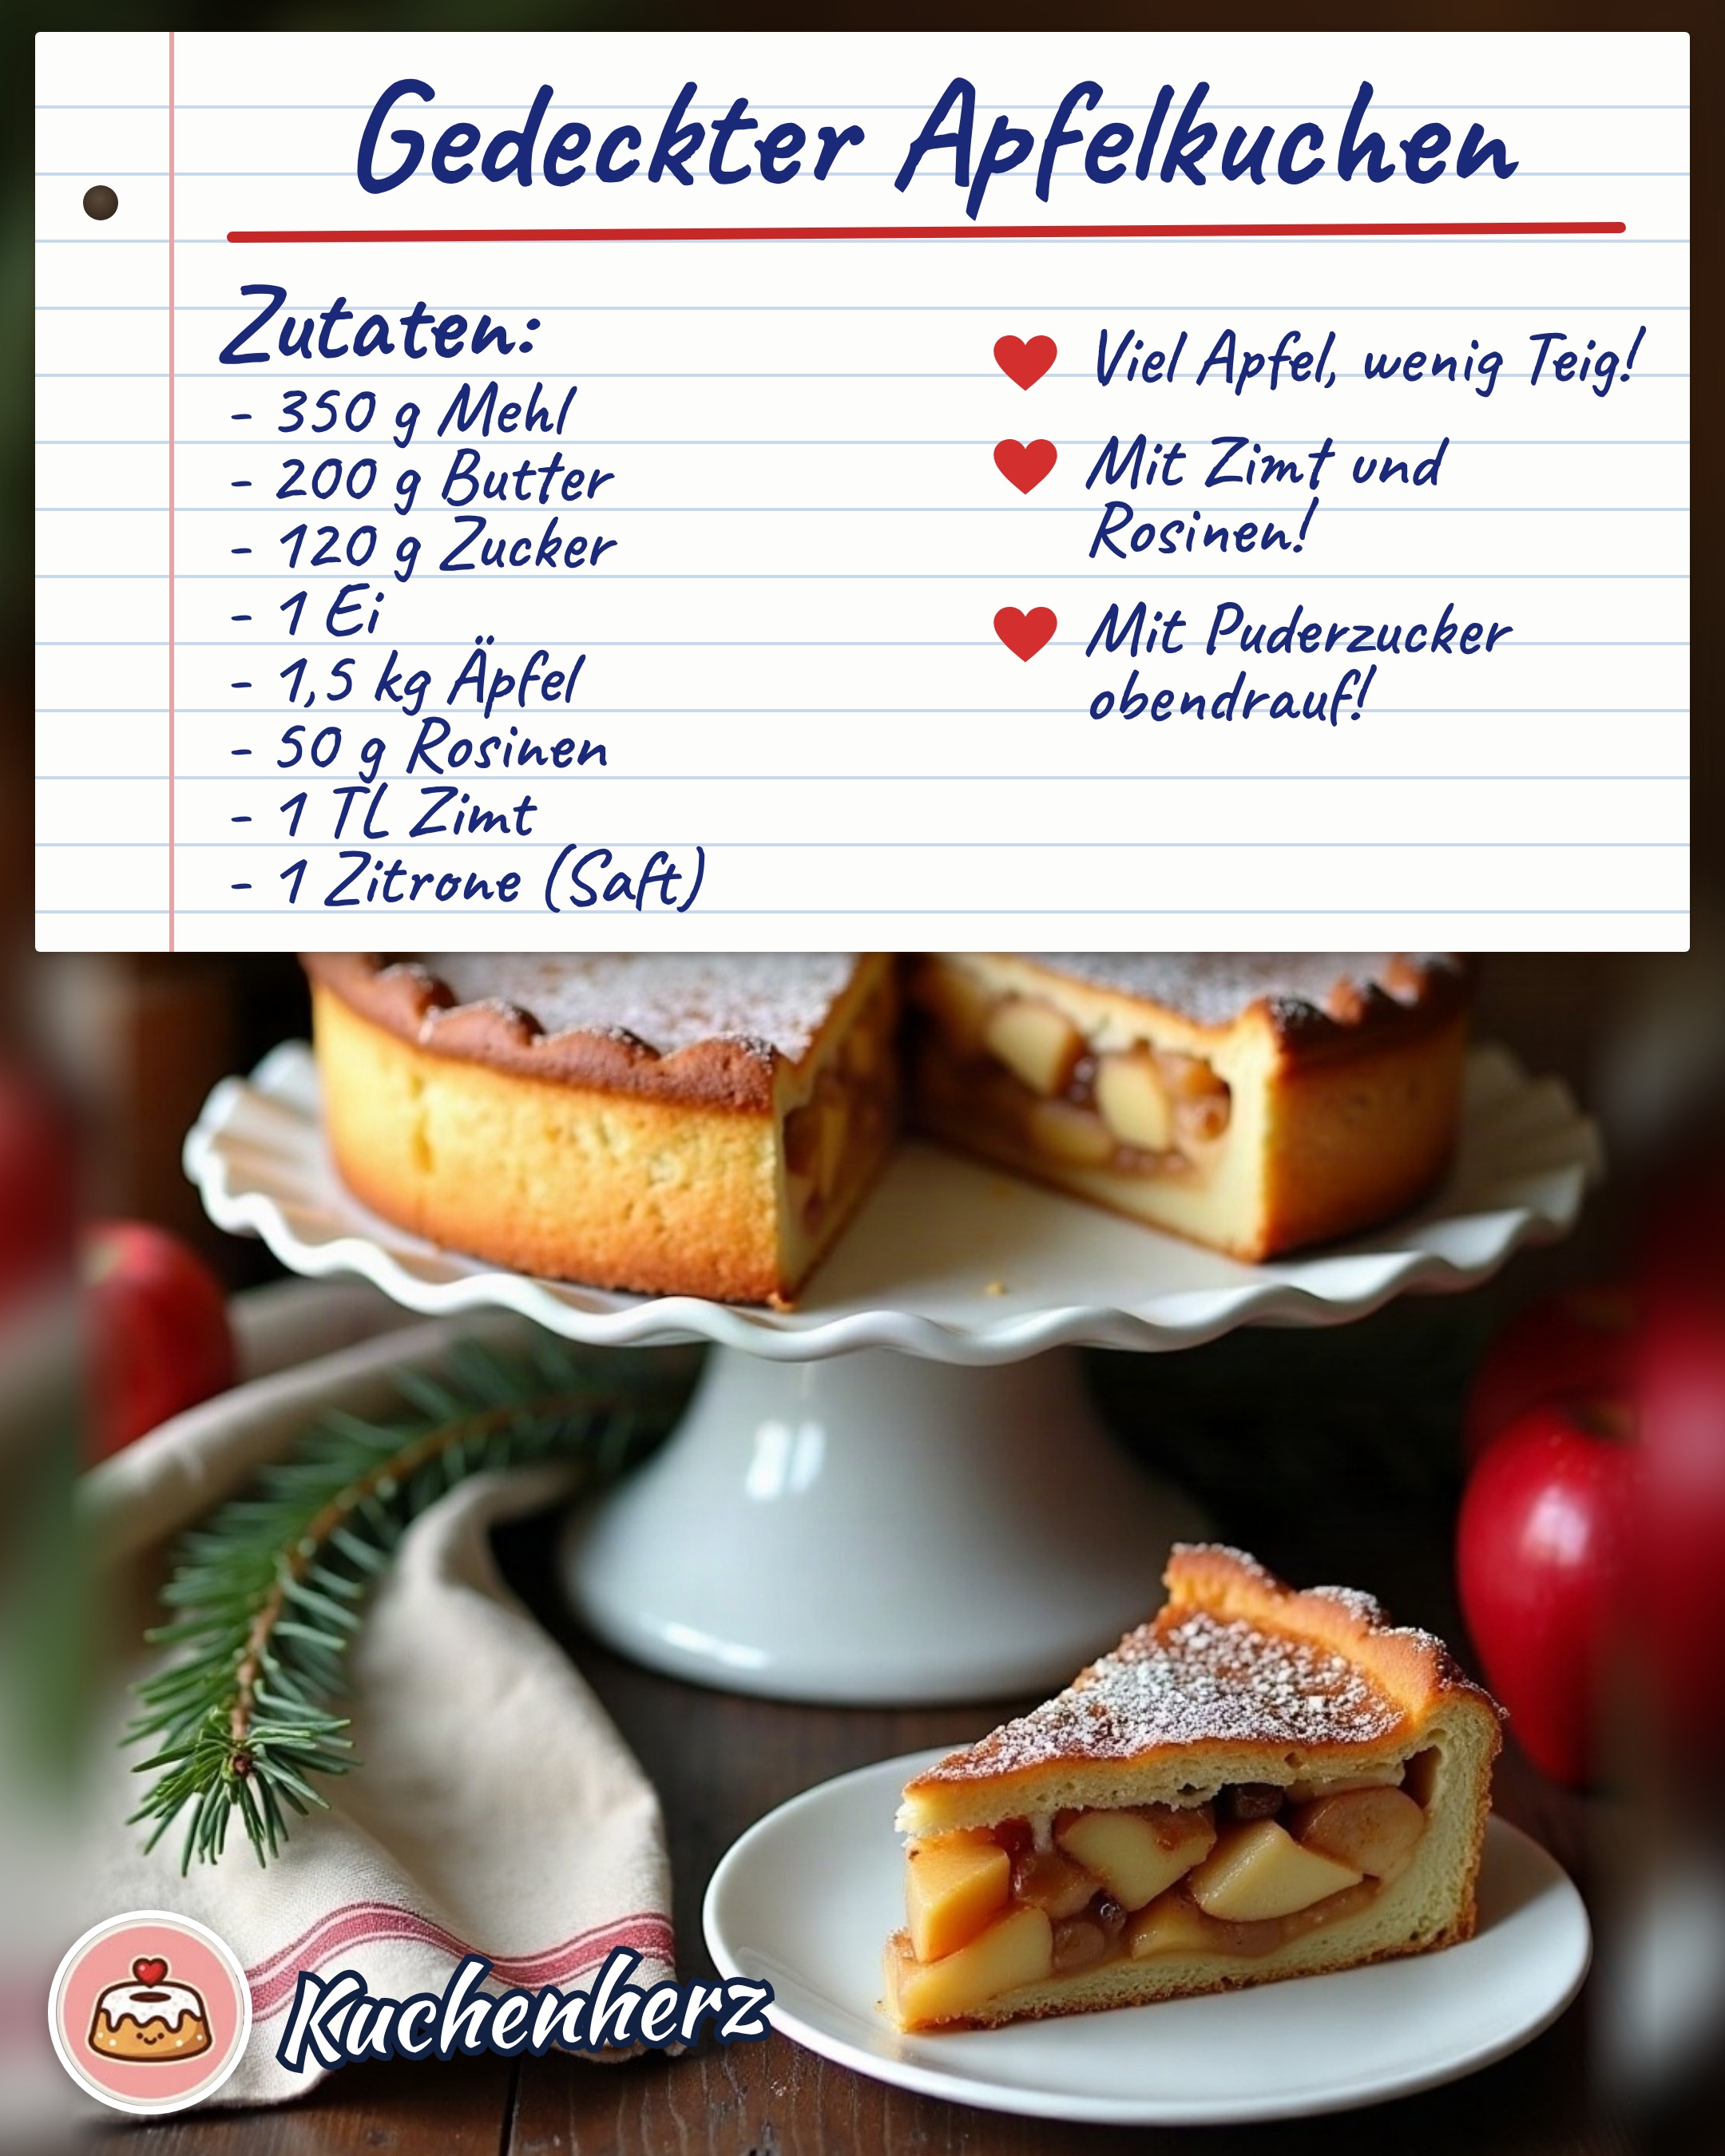 Gedeckter Apfelkuchen
Zutaten:
- 350 g Mehl
- 200 g Butter
- 120 g Zucker
- 1 Ei
- 1,5 kg Äpfel
- 50 g Rosinen
- 1 TL Zimt
- 1 Zitrone (Saft)
Viel Apfel, wenig Teig!
Mit Zimt und
Rosinen!
Mit Puderzucker
obendrauf!
Kuchenherz